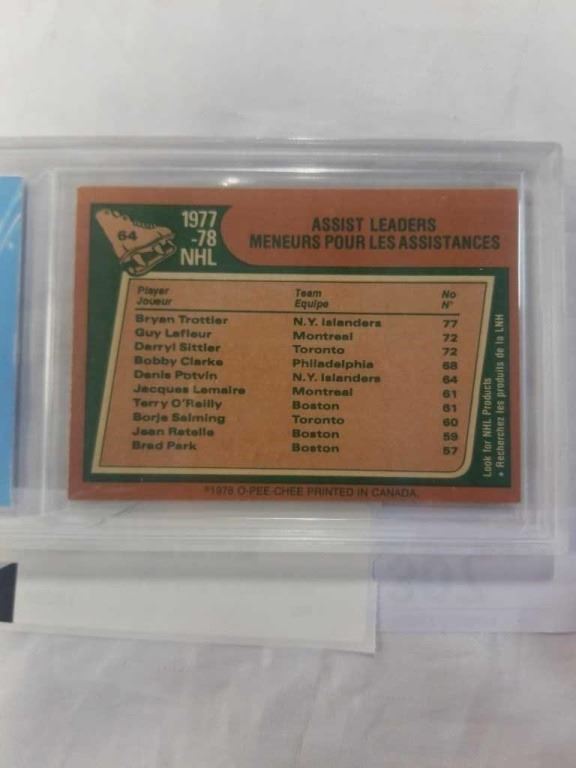 64
1977
-78
NHL
ASSIST LEADERS
MENEURS POUR LES ASSISTANCES
Player Team No
Joueur Equipe N°
Bryan Trottier N.Y. Islanders 77
Guy Lafleur Montreal 72
Darryl Sittler Toronto 72
Bobby Clarke Philadelphia 68
Denis Potvin N.Y. Islanders 64
Jacques Lemaire Montreal 61
Terry O'Reilly Boston 61
Borje Salming Toronto 60
Jean Ratelle Boston 59
Brad Park Boston 57
Look for NHL Products
• Recherchez les produits de la LNH
©1978 O-PEE-CHEE PRINTED IN CANADA.